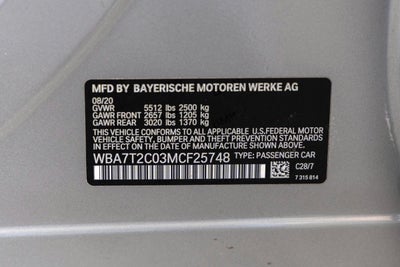 MFD BY BAYERISCHE MOTOREN WERKE AG
08/20
GVWR 5512 lbs 2500 kg
GAWR FRONT 2657 lbs 1205 kg
GAWR REAR 3020 lbs 1370 kg
THIS VEHICLE CONFORMS TO ALL APPLICABLE
U.S.FEDERAL MOTOR
VEHICLE SAFETY, BUMPER AND THEFT PREVENTION
STANDARDS IN EFFECT ON
THE DATE OF MANUFACTURE SHOWN ABOVE.
WBA7T2C03MCF25748 TYPE:PASSENGER CAR
C28/7
7 315 814